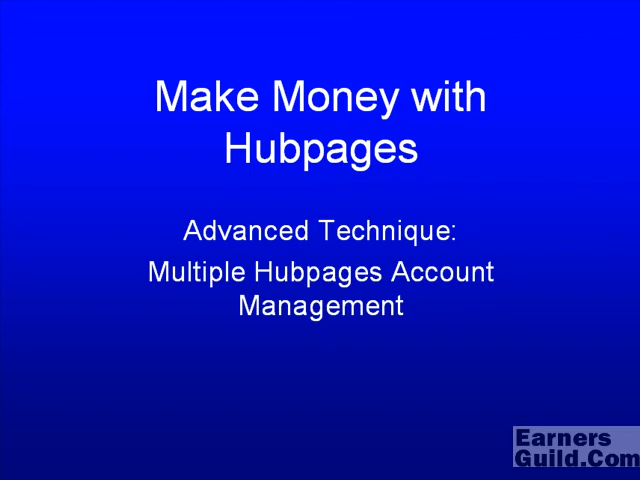 Make Money with
Hubpages
Advanced Technique:
Multiple Hubpages Account
Management
Earners
Guild.Com